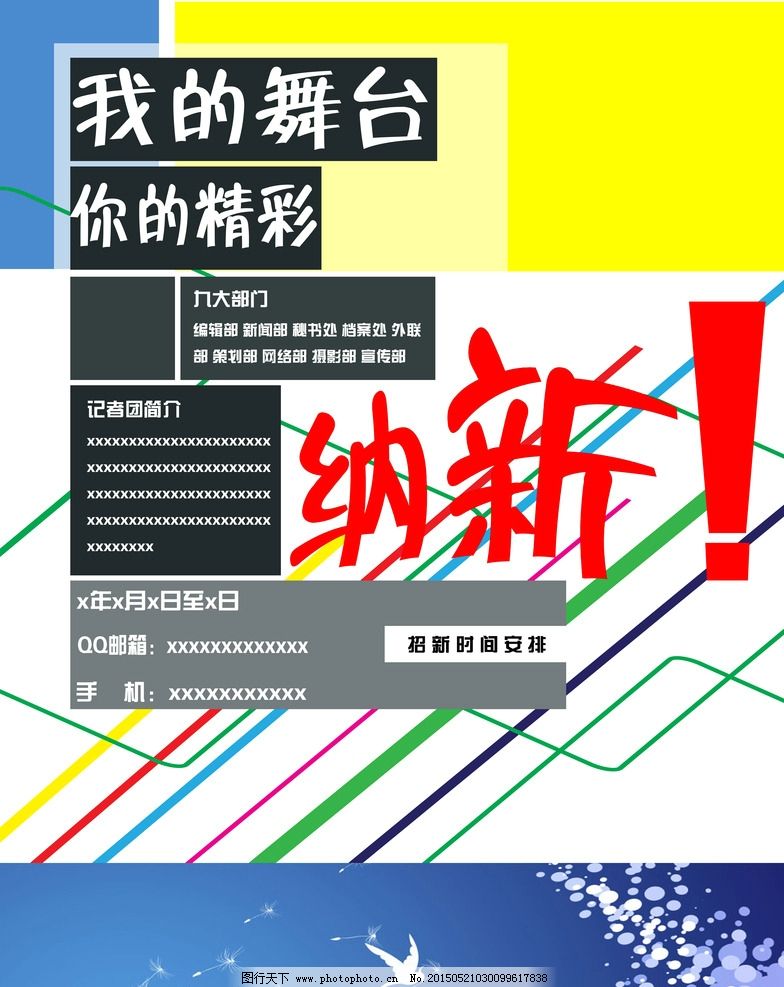 我的舞台
你的精彩
九大部门
编辑部 新闻部 秘书处 档案处 外联
部 策划部 网络部 摄影部 宣传部
记者团简介
xxxxxxxxxxxxxxxxxxxxxx
xxxxxxxxxxxxxxxxxxxxxx
xxxxxxxxxxxxxxxxxxxxxx
xxxxxxxxxxxxxxxxxxxxxx
xxxxxxxx
纳新!
x年x月x日至x日
QQ邮箱：xxxxxxxxxxxxx
招新时间安排
手 机：xxxxxxxxxxx
图行天下 www.photophoto.cn No.20150521030099617838